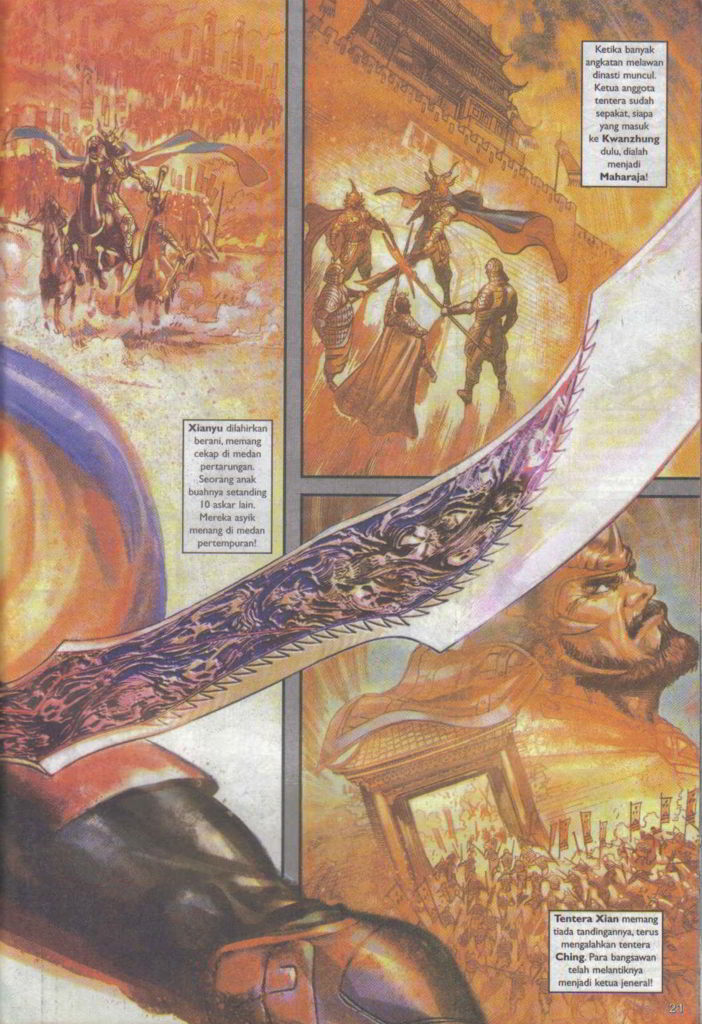 Ketika banyak
angkatan melawan
dinasti muncul.
Ketua anggota
tentera sudah
sepakat, siapa
yang masuk
ke Kwanzhung
dulu, dialah
menjadi
Maharaja!
Xianyu dilahirkan
berani, memang
cekap di medan
pertarungan.
Seorang anak
buahnya setanding
10 askar lain.
Mereka asyik
menang di medan
pertempuran!
Tentera Xian memang
tiada tandingannya, terus
mengalahkan tentera
Ching. Para bangsawan
telah melantiknya
menjadi ketua jeneral!
21